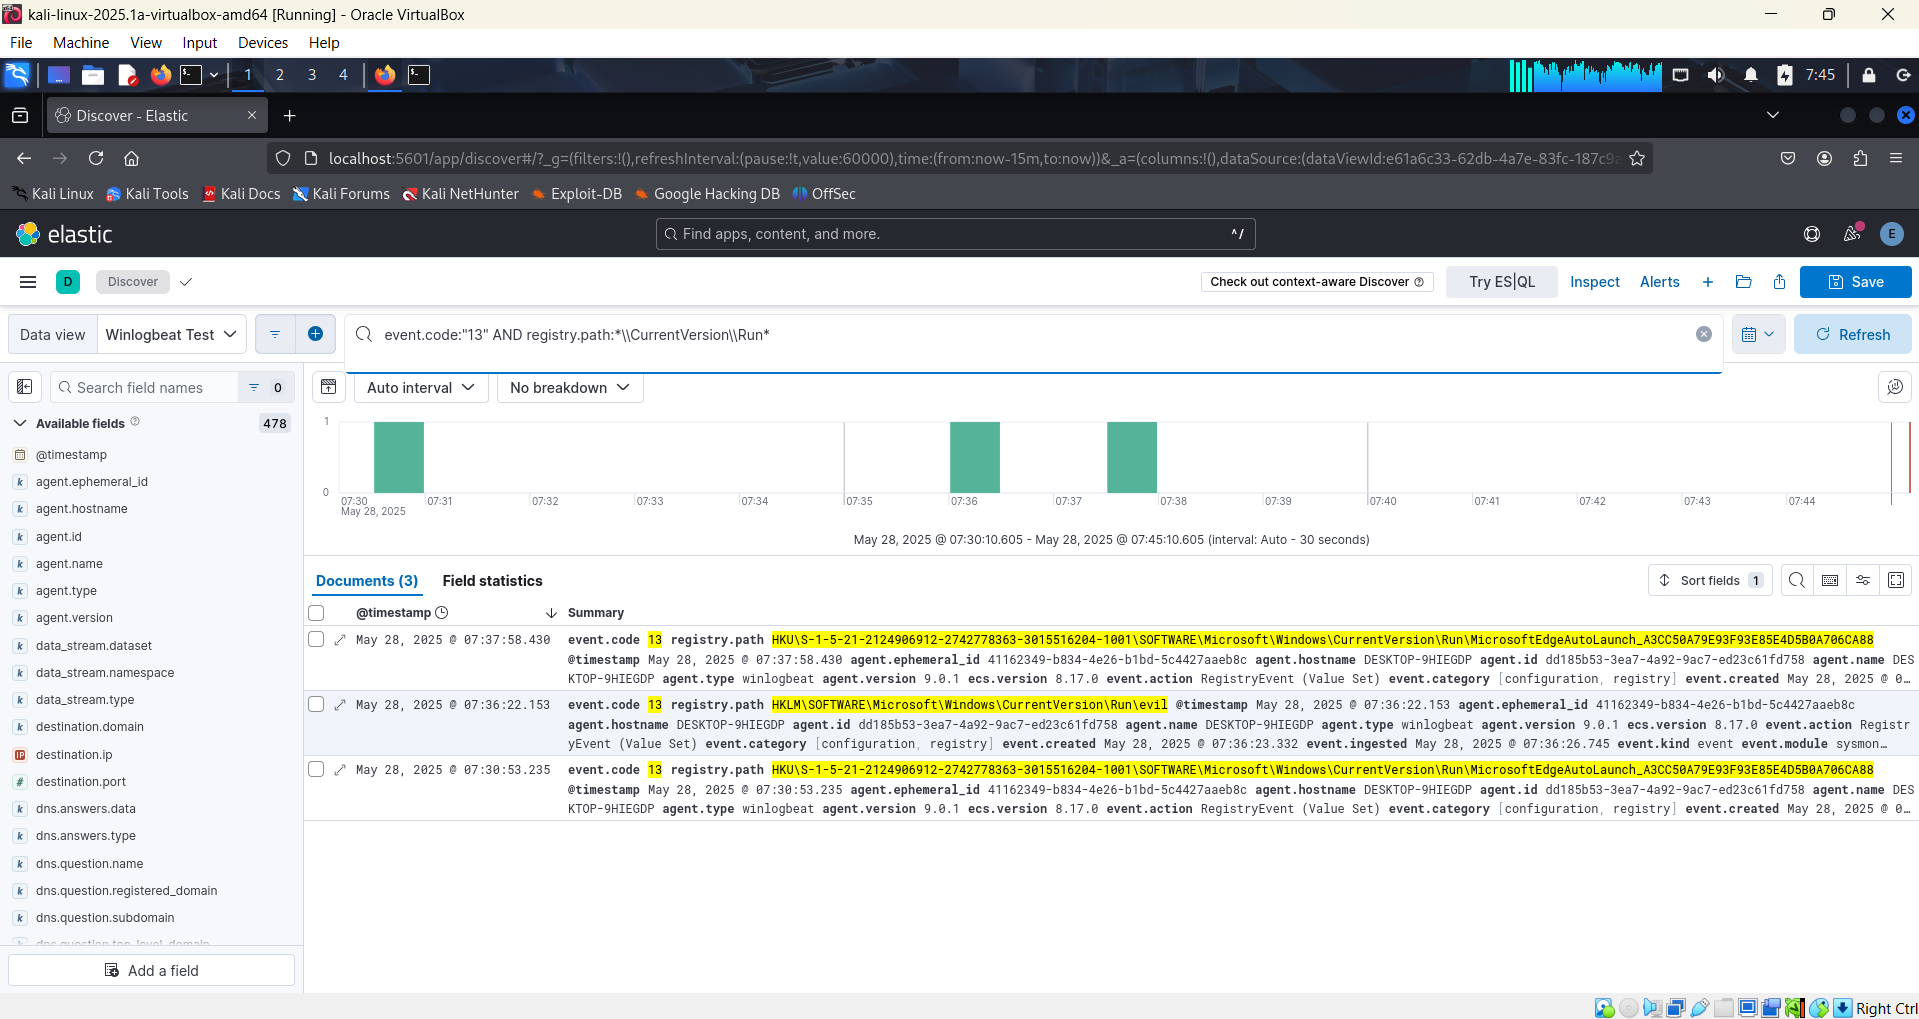 kali-linux-2025.1a-virtualbox-amd64 [Running] - Oracle VirtualBox
File Machine View Input Devices Help
1 2 3 4 7:45
Discover - Elastic
localhost:5601/app/discover#/?_g=(filters:!(),refreshInterval:(pause:!t,value:60000),time:(from:now-15m,to:now))&_a=(columns:!(),dataSource:(dataViewId:e61a6c33-62db-4a7e-83fc-187c9a
Kali Linux Kali Tools Kali Docs Kali Forums Kali NetHunter Exploit-DB Google Hacking DB OffSec
elastic Find apps, content, and more. ^/ E
D Discover Check out context-aware Discover Try ES|QL Inspect Alerts Save
Data view Winlogbeat Test event.code:"13" AND registry.path:*\\CurrentVersion\\Run* Refresh
Search field names 0 Auto interval No breakdown
Available fields 478
@timestamp
agent.ephemeral_id
agent.hostname
agent.id
agent.name
agent.type
agent.version
data_stream.dataset
data_stream.namespace
data_stream.type
destination.domain
destination.ip
destination.port
dns.answers.data
dns.answers.type
dns.question.name
dns.question.registered_domain
dns.question.subdomain
dns.question.top_level_domain
Add a field
1
0
07:30 07:31 07:32 07:33 07:34 07:35 07:36 07:37 07:38 07:39 07:40 07:41 07:42 07:43 07:44
May 28, 2025
May 28, 2025 @ 07:30:10.605 - May 28, 2025 @ 07:45:10.605 (interval: Auto - 30 seconds)
Documents (3) Field statistics Sort fields 1
@timestamp Summary
May 28, 2025 @ 07:37:58.430 event.code 13 registry.path HKU\S-1-5-21-2124906912-2742778363-3015516204-1001\SOFTWARE\Microsoft\Windows\CurrentVersion\Run\MicrosoftEdgeAutoLaunch_A3CC50A79E93F93E85E4D5B0A706CA88
@timestamp May 28, 2025 @ 07:37:58.430 agent.ephemeral_id 41162349-b834-4e26-b1bd-5c4427aaeb8c agent.hostname DESKTOP-9HIEGDP agent.id dd185b53-3ea7-4a92-9ac7-ed23c61fd758 agent.name DES
KTOP-9HIEGDP agent.type winlogbeat agent.version 9.0.1 ecs.version 8.17.0 event.action RegistryEvent (Value Set) event.category [configuration, registry] event.created May 28, 2025 @ 0…
May 28, 2025 @ 07:36:22.153 event.code 13 registry.path HKLM\SOFTWARE\Microsoft\Windows\CurrentVersion\Run\evil @timestamp May 28, 2025 @ 07:36:22.153 agent.ephemeral_id 41162349-b834-4e26-b1bd-5c4427aaeb8c
agent.hostname DESKTOP-9HIEGDP agent.id dd185b53-3ea7-4a92-9ac7-ed23c61fd758 agent.name DESKTOP-9HIEGDP agent.type winlogbeat agent.version 9.0.1 ecs.version 8.17.0 event.action Registr
yEvent (Value Set) event.category [configuration, registry] event.created May 28, 2025 @ 07:36:23.332 event.ingested May 28, 2025 @ 07:36:26.745 event.kind event event.module sysmon…
May 28, 2025 @ 07:30:53.235 event.code 13 registry.path HKU\S-1-5-21-2124906912-2742778363-3015516204-1001\SOFTWARE\Microsoft\Windows\CurrentVersion\Run\MicrosoftEdgeAutoLaunch_A3CC50A79E93F93E85E4D5B0A706CA88
@timestamp May 28, 2025 @ 07:30:53.235 agent.ephemeral_id 41162349-b834-4e26-b1bd-5c4427aaeb8c agent.hostname DESKTOP-9HIEGDP agent.id dd185b53-3ea7-4a92-9ac7-ed23c61fd758 agent.name DES
KTOP-9HIEGDP agent.type winlogbeat agent.version 9.0.1 ecs.version 8.17.0 event.action RegistryEvent (Value Set) event.category [configuration, registry] event.created May 28, 2025 @ 0…
Right Ctrl